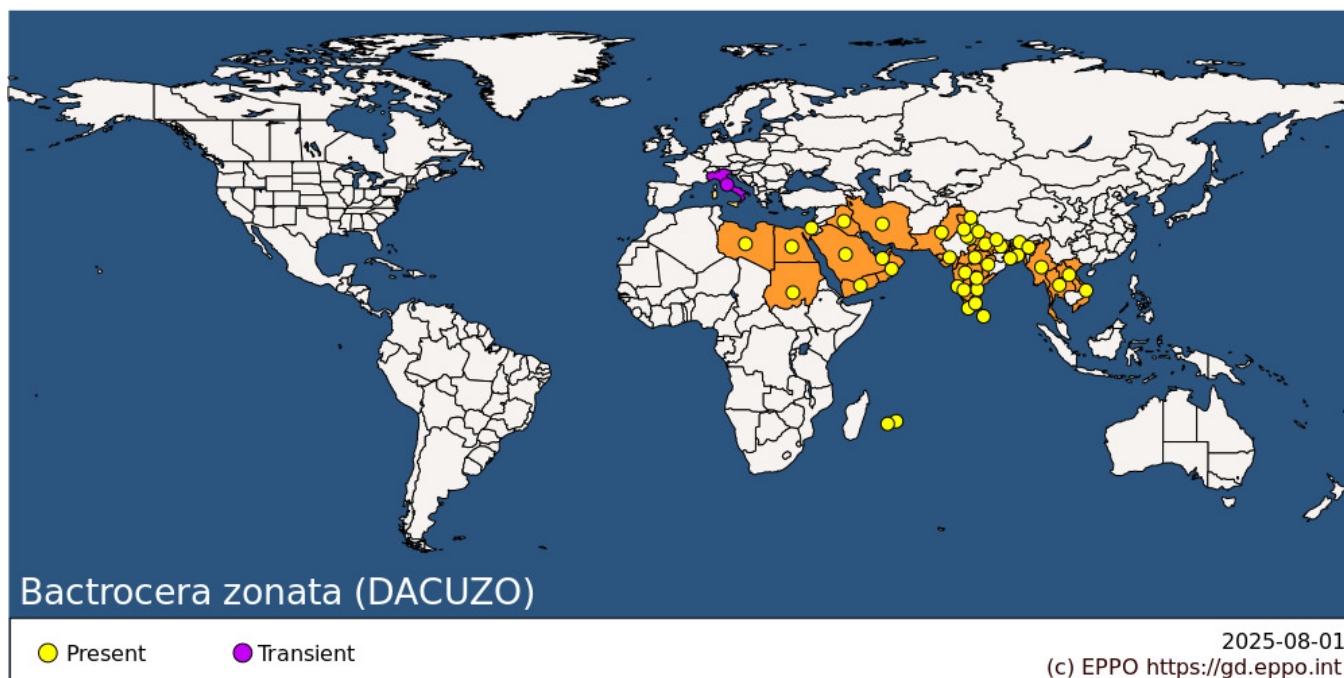 Bactrocera zonata (DACUZO)
Present
Transient
2025-08-01
(c) EPPO https://gd.eppo.int